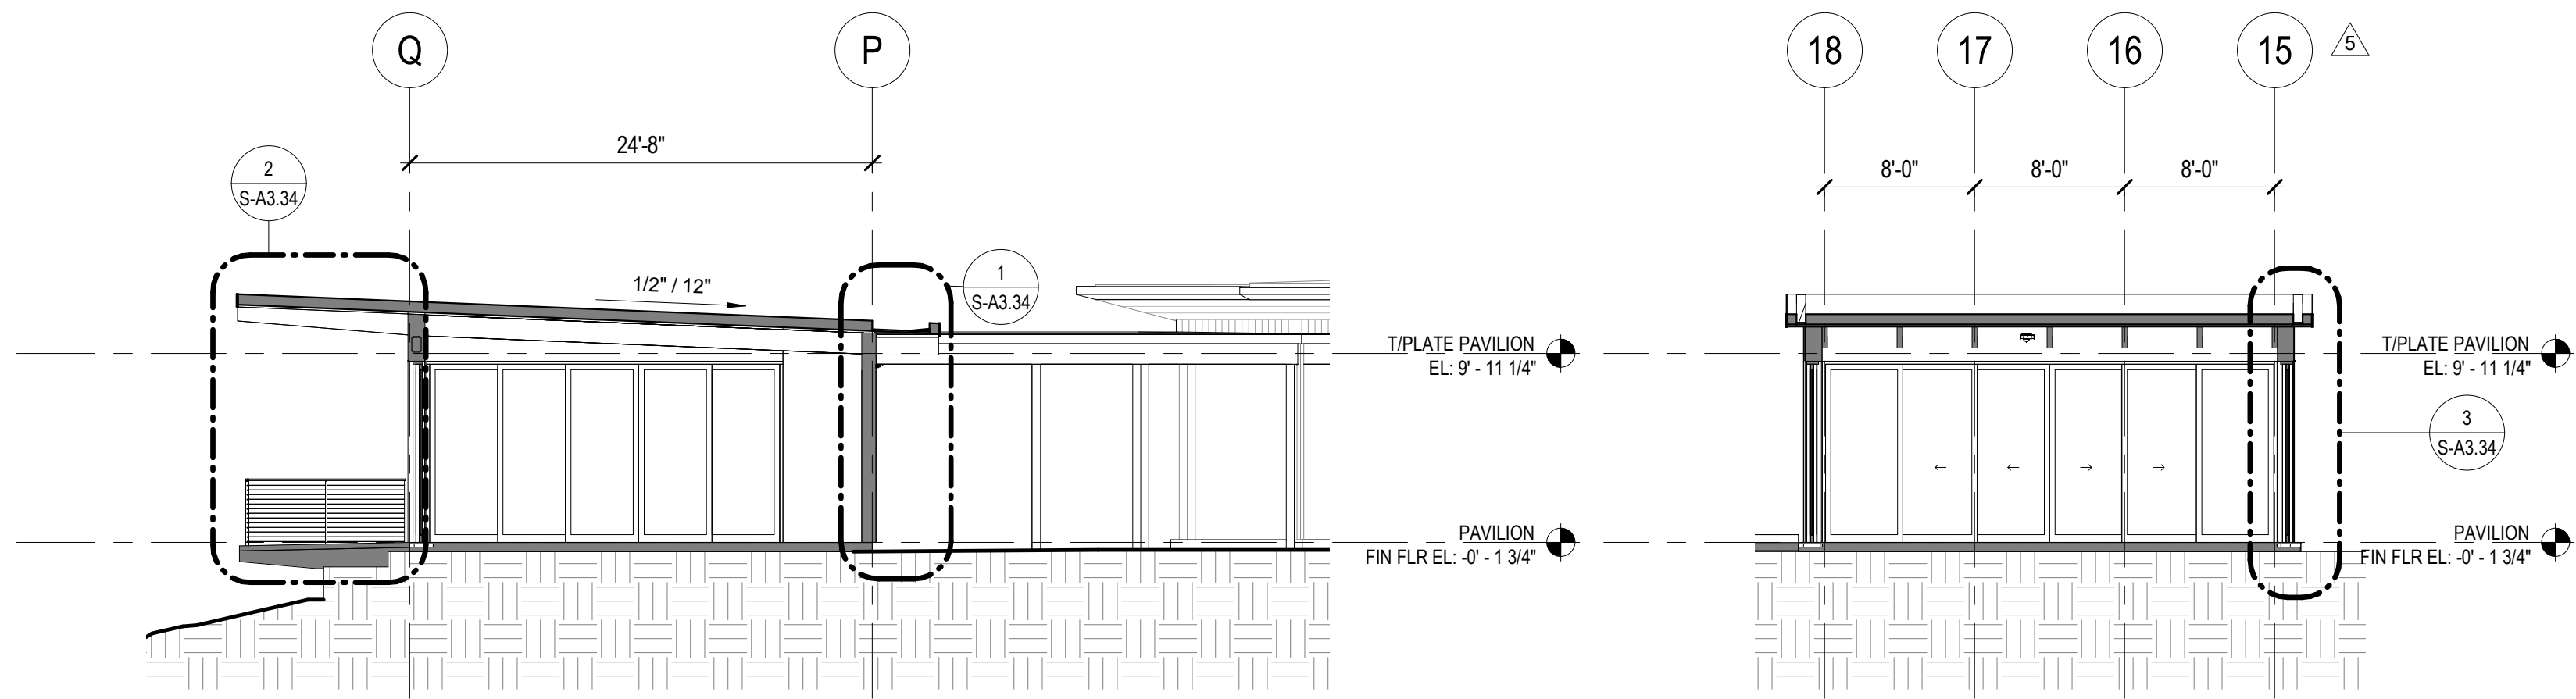 Q
P
18
17
16
15
5
24'-8"
8'-0"
8'-0"
8'-0"
2
S-A3.34
1/2" / 12"
1
S-A3.34
T/PLATE PAVILION
EL: 9' - 11 1/4"
T/PLATE PAVILION
EL: 9' - 11 1/4"
3
S-A3.34
PAVILION
FIN FLR EL: -0' - 1 3/4"
PAVILION
FIN FLR EL: -0' - 1 3/4"